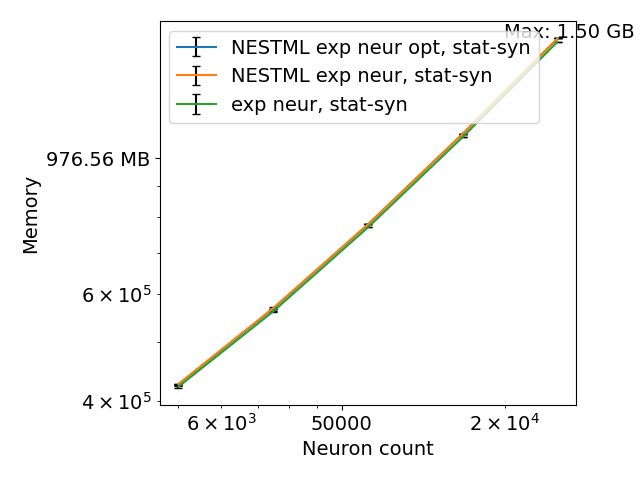 Max: 1.50 GB
NESTML exp neur opt, stat-syn
NESTML exp neur, stat-syn
exp neur, stat-syn
976.56 MB
6 × 10⁵
4 × 10⁵
Memory
6 × 10³ 50000 2 × 10⁴
Neuron count